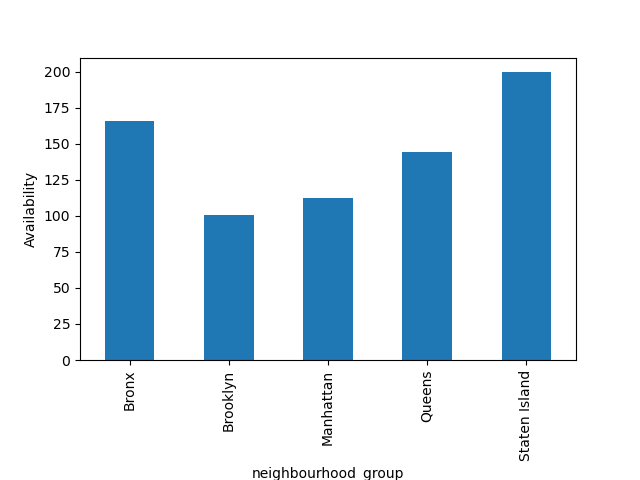 200
175
150
125
100
75
50
25
0
Availability
Bronx
Brooklyn
Manhattan
Queens
Staten Island
neighbourhood_group